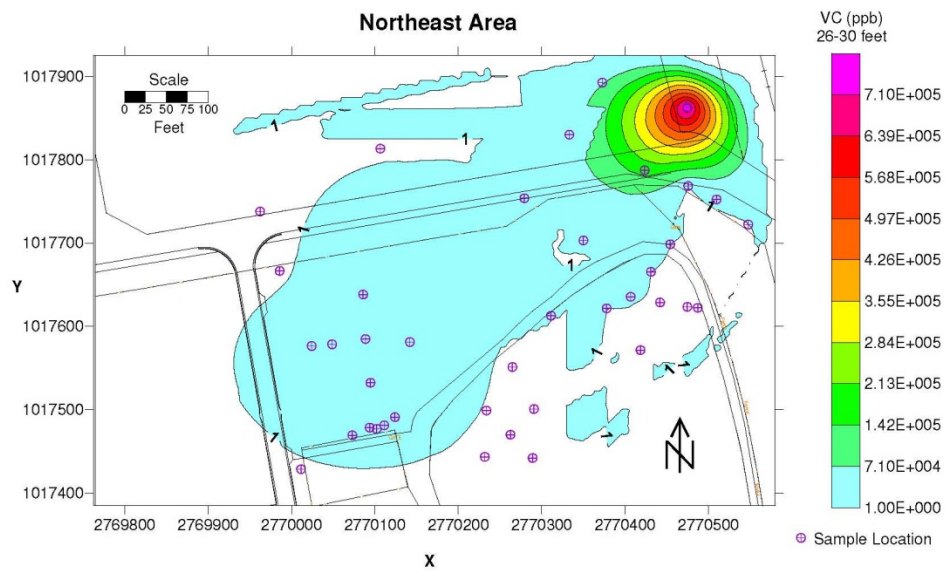 Northeast Area
VC (ppb)
26-30 feet
Scale
0 25 50 75 100
Feet
1017900
1017800
1017700
1017600
1017500
1017400
Y
1
1
1
1
1
1
1
1
1
1
N
2769800 2769900 2770000 2770100 2770200 2770300 2770400 2770500
X
7.10E+005
6.39E+005
5.68E+005
4.97E+005
4.26E+005
3.55E+005
2.84E+005
2.13E+005
1.42E+005
7.10E+004
1.00E+000
Sample Location